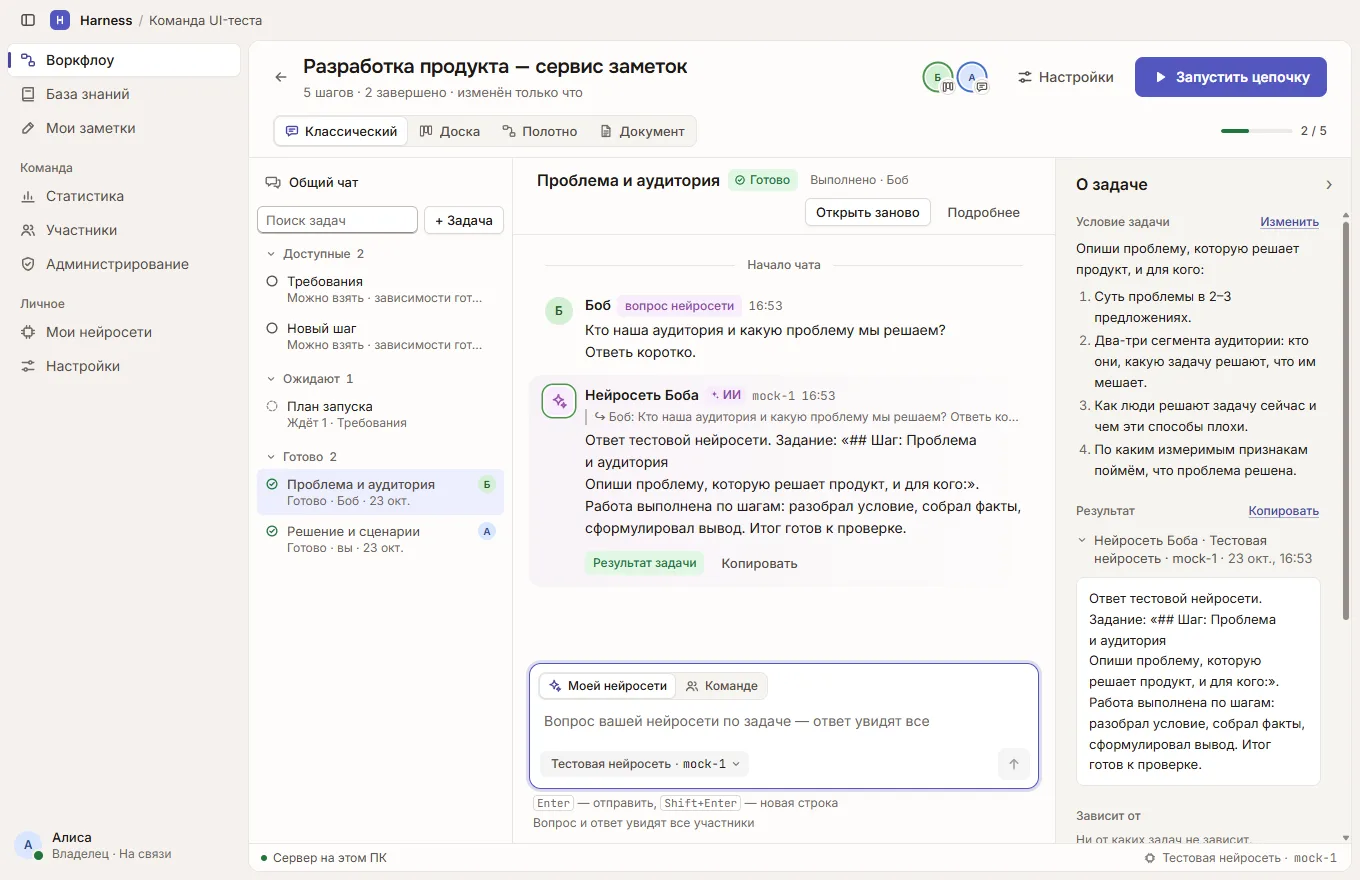 H Harness / Команда UI-теста
Воркфлоу
База знаний
Мои заметки
Команда
Статистика
Участники
Администрирование
Личное
Мои нейросети
Настройки
А Алиса
Владелец · На связи
Разработка продукта — сервис заметок
5 шагов · 2 завершено · изменён только что
Б А
Настройки
Запустить цепочку
Классический Доска Полотно Документ
2 / 5
Общий чат
Поиск задач
+ Задача
Доступные 2
Требования
Можно взять · зависимости гот...
Новый шаг
Можно взять · зависимости гот...
Ожидают 1
План запуска
Ждёт 1 · Требования
Готово 2
Проблема и аудитория Б
Готово · Боб · 23 окт.
Решение и сценарии А
Готово · вы · 23 окт.
Проблема и аудитория Готово Выполнено · Боб
Открыть заново Подробнее
Начало чата
Б Боб вопрос нейросети 16:53
Кто наша аудитория и какую проблему мы решаем?
Ответь коротко.
Нейросеть Боба ИИ mock-1 16:53
↪ Боб: Кто наша аудитория и какую проблему мы решаем? Ответь ко...
Ответ тестовой нейросети. Задание: «## Шаг: Проблема
и аудитория
Опиши проблему, которую решает продукт, и для кого:».
Работа выполнена по шагам: разобрал условие, собрал факты,
сформулировал вывод. Итог готов к проверке.
Результат задачи Копировать
Моей нейросети Команде
Вопрос вашей нейросети по задаче — ответ увидят все
Тестовая нейросеть · mock-1
Enter — отправить, Shift+Enter — новая строка
Вопрос и ответ увидят все участники
О задаче
Условие задачи Изменить
Опиши проблему, которую решает
продукт, и для кого:
1. Суть проблемы в 2–3
предложениях.
2. Два-три сегмента аудитории: кто
они, какую задачу решают, что им
мешает.
3. Как люди решают задачу сейчас и
чем эти способы плохи.
4. По каким измеримым признакам
поймём, что проблема решена.
Результат Копировать
Нейросеть Боба · Тестовая
нейросеть · mock-1 · 23 окт., 16:53
Ответ тестовой нейросети.
Задание: «## Шаг: Проблема
и аудитория
Опиши проблему, которую
решает продукт, и для кого:».
Работа выполнена по шагам:
разобрал условие, собрал факты,
сформулировал вывод. Итог
готов к проверке.
Зависит от
Ни от каких задач не зависит.
Сервер на этом ПК
Тестовая нейросеть · mock-1